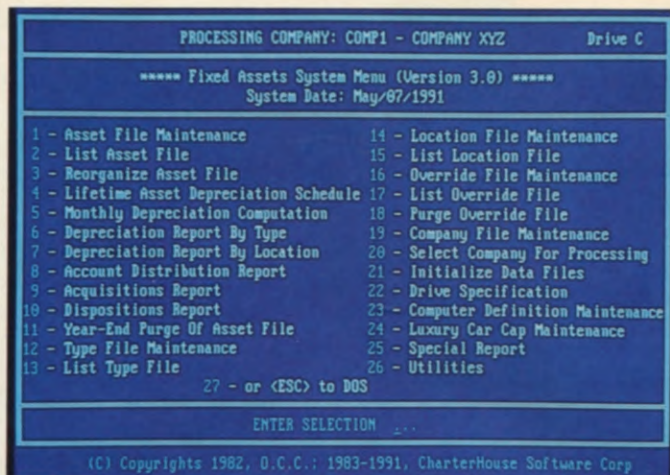 PROCESSING COMPANY: COMP1 - COMPANY XYZ Drive C
***** Fixed Assets System Menu (Version 3.0) *****
System Date: May/07/1991
1 - Asset File Maintenance
2 - List Asset File
3 - Reorganize Asset File
4 - Lifetime Asset Depreciation Schedule
5 - Monthly Depreciation Computation
6 - Depreciation Report By Type
7 - Depreciation Report By Location
8 - Account Distribution Report
9 - Acquisitions Report
10 - Dispositions Report
11 - Year-End Purge Of Asset File
12 - Type File Maintenance
13 - List Type File
14 - Location File Maintenance
15 - List Location File
16 - Override File Maintenance
17 - List Override File
18 - Purge Override File
19 - Company File Maintenance
20 - Select Company For Processing
21 - Initialize Data Files
22 - Drive Specification
23 - Computer Definition Maintenance
24 - Luxury Car Cap Maintenance
25 - Special Report
26 - Utilities
27 - or <ESC> to DOS
ENTER SELECTION _..
(C) Copyrights 1982, O.C.C.; 1983-1991, CharterHouse Software Corp